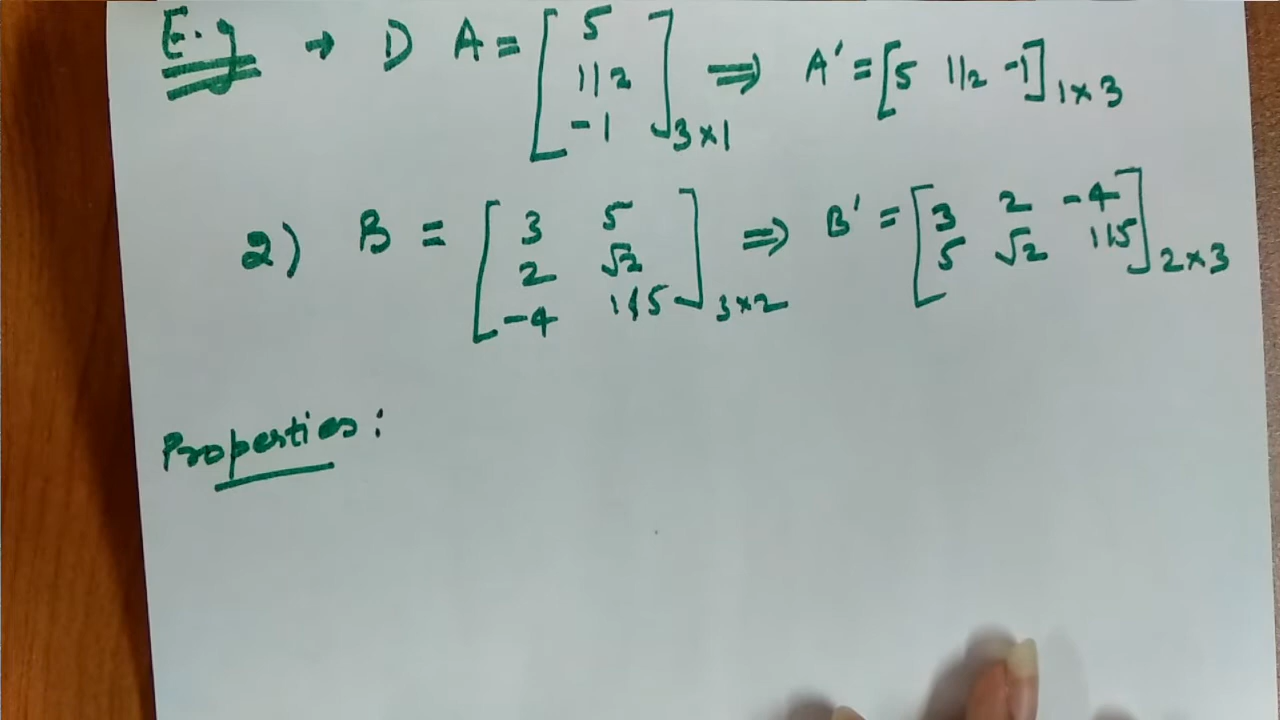 E.g → 1) A = [ 5 1/2 -1 ] 3×1 ⟹ A' = [ 5 1/2 -1 ] 1×3
2) B = [ 3 5 2 √2 -4 1/5 ] 3×2 ⟹ B' = [ 3 2 -4 5 √2 1/5 ] 2×3
Properties: